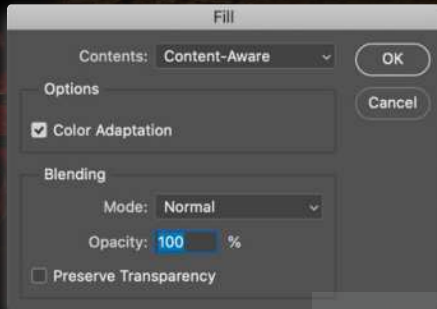 Fill
Contents: Content-Aware
OK
Cancel
Options
Color Adaptation
Blending
Mode: Normal
Opacity: 100 %
Preserve Transparency